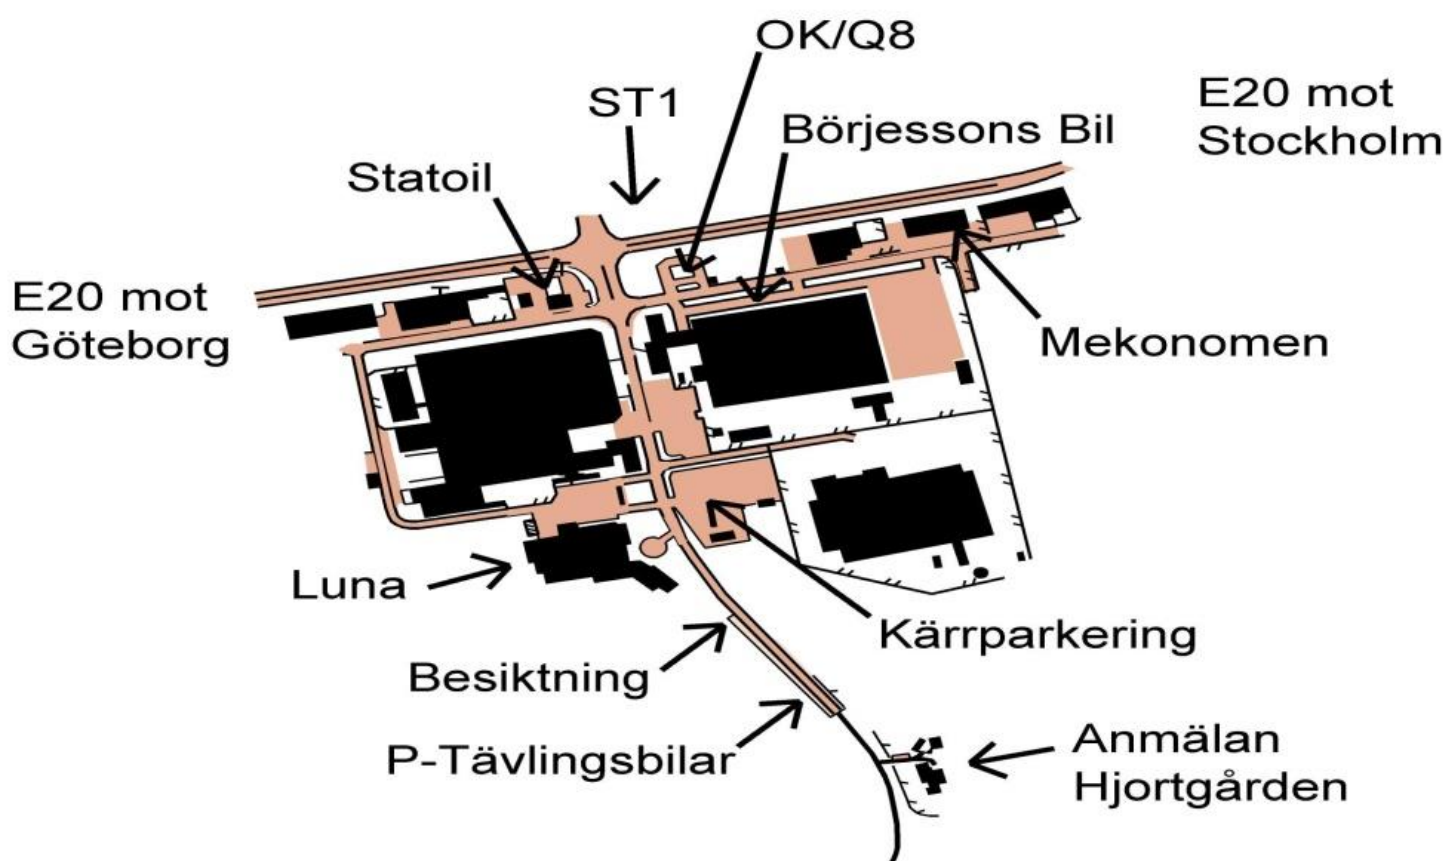 OK/Q8
ST1
E20 mot
Stockholm
Börjessons Bil
Statoil
E20 mot
Göteborg
Mekonomen
Luna
Kärrparkering
Besiktning
P-Tävlingsbilar
Anmälan
Hjortgården